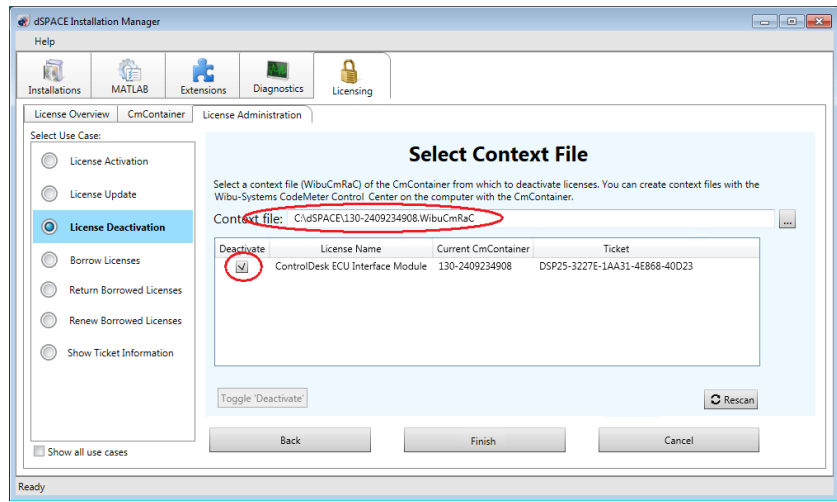 dSPACE Installation Manager
Help
Installations MATLAB Extensions Diagnostics Licensing
License Overview CmContainer License Administration
Select Use Case:
License Activation
License Update
License Deactivation
Borrow Licenses
Return Borrowed Licenses
Renew Borrowed Licenses
Show Ticket Information
Show all use cases
Select Context File
Select a context file (WibuCmRaC) of the CmContainer from which to deactivate licenses. You can create context files with the
Wibu-Systems CodeMeter Control Center on the computer with the CmContainer.
Context file: C:\dSPACE\130-2409234908.WibuCmRaC ...
Deactivate License Name Current CmContainer Ticket
ControlDesk ECU Interface Module 130-2409234908 DSP25-3227E-1AA31-4E868-40D23
Toggle 'Deactivate' Rescan
Back Finish Cancel
Ready